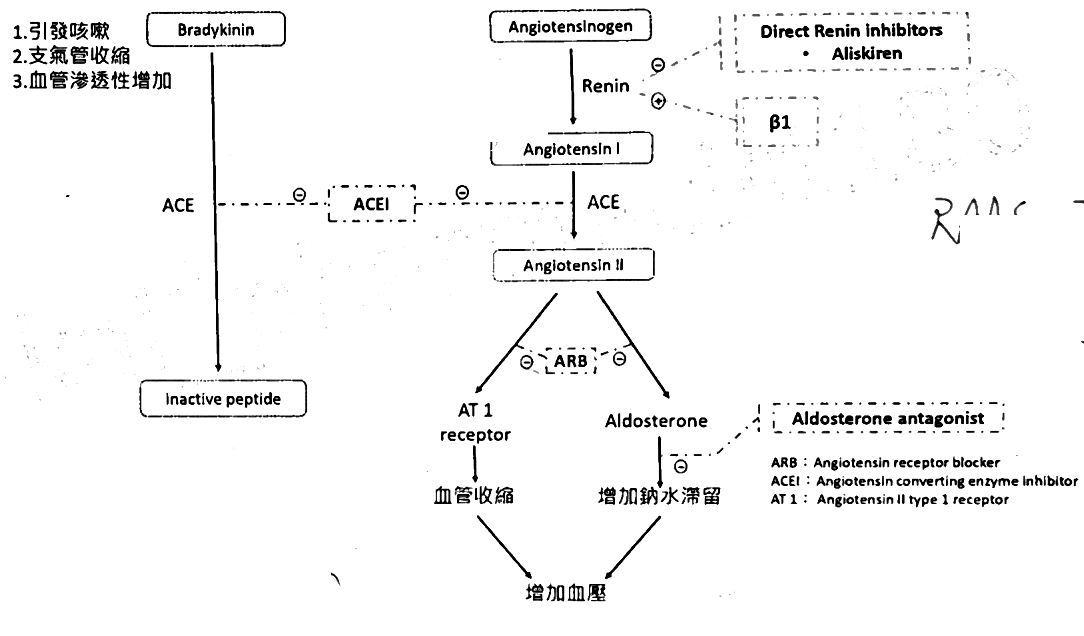 1.引發咳嗽
2.支氣管收縮
3.血管滲透性增加
Bradykinin
Angiotensinogen
Direct Renin inhibitors
• Aliskiren
Renin
β1
Angiotensin I
ACE
ACEI
ACE
Angiotensin II
ARB
Inactive peptide
AT 1
receptor
Aldosterone
Aldosterone antagonist
血管收縮
增加鈉水滯留
ARB：Angiotensin receptor blocker
ACEI：Angiotensin converting enzyme inhibitor
AT 1：Angiotensin II type 1 receptor
增加血壓